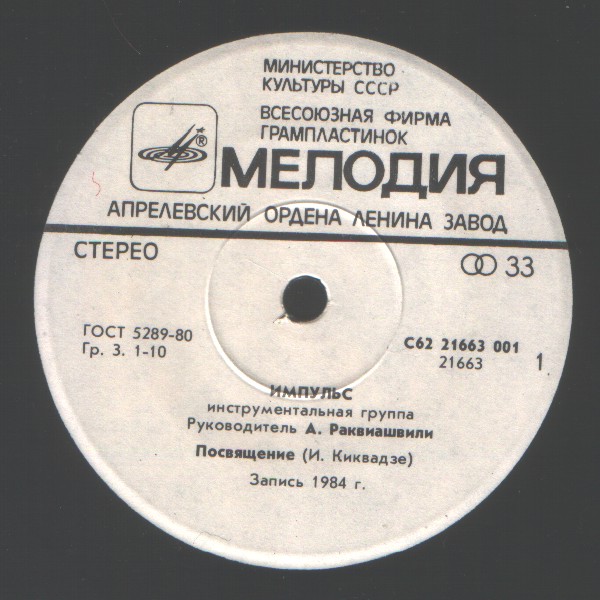 МИНИСТЕРСТВО
КУЛЬТУРЫ СССР
ВСЕСОЮЗНАЯ ФИРМА
ГРАМПЛАСТИНОК
®
МЕЛОДИЯ
АПРЕЛЕВСКИЙ ОРДЕНА ЛЕНИНА ЗАВОД
СТЕРЕО
33
ГОСТ 5289-80
Гр. 3. 1-10
С62 21663 001
21663
1
ИМПУЛЬС
инструментальная группа
Руководитель А. Раквиашвили
Посвящение (И. Киквадзе)
Запись 1984 г.